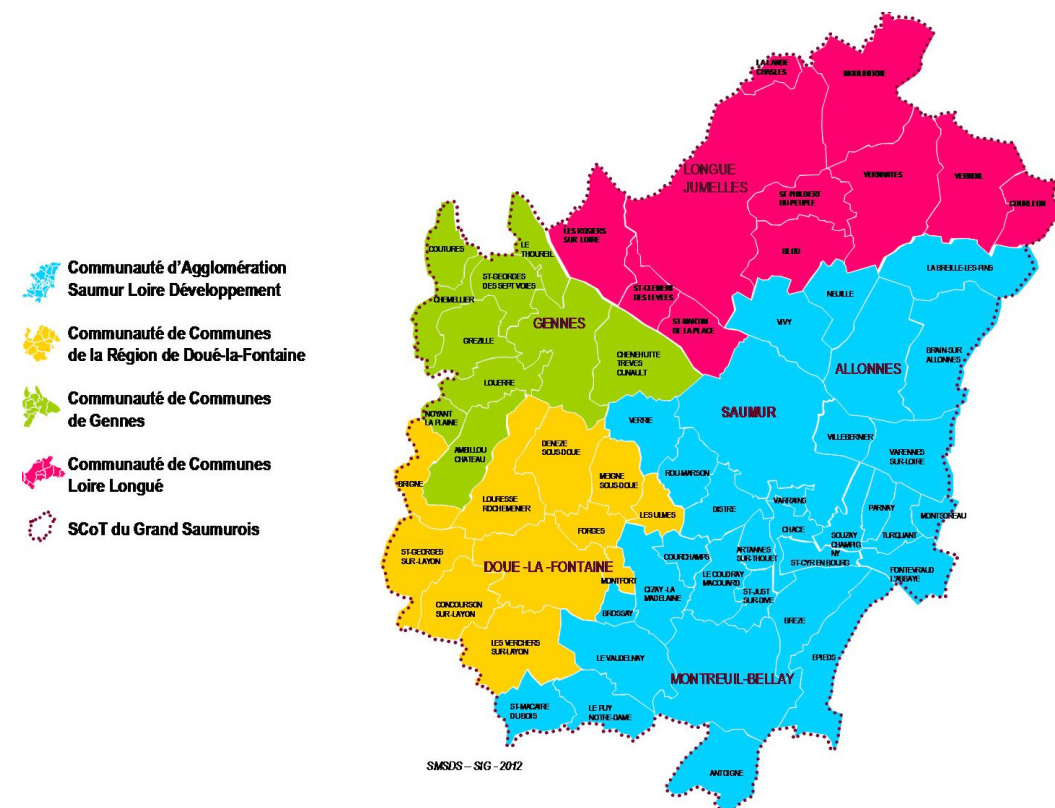 Communauté d'Agglomération
Saumur Loire Développement
Communauté de Communes
de la Région de Doué-la-Fontaine
Communauté de Communes
de Gennes
Communauté de Communes
Loire Longué
SCoT du Grand Saumurois
LA LANDE
CHASLES
MOULIHERNE
LONGUE
JUMELLES
VERNANTES
VERNOIL
ST-PHILBERT
DU-PEUPLE
COURLEON
LES ROSIERS
SUR-LOIRE
BLOU
COUTURES
LE
THOUREIL
ST-GEORGES
DES SEPT VOIES
LA BREILLE-LES-PINS
CHEMELLIER
ST-CLEMENT
DES LEVEES
NEUILLE
GENNES
ST-MARTIN
DE LA PLACE
VIVY
GREZILLE
CHENEHUTTE
TREVES
CUNAULT
BRAIN-SUR
ALLONNES
ALLONNES
LOUERRE
NOYANT
LA PLAINE
VERRIE
SAUMUR
VILLEBERNIER
AMBILLOU
CHATEAU
DENEZE
SOUS-DOUE
VARENNES
SUR-LOIRE
BRIGNE
MEIGNE
SOUS-DOUE
ROU-MARSON
LOURESSE
ROCHEMENIER
LES ULMES
DISTRE
VARRAINS
PARNAY
MONTSOREAU
FORGES
CHACE
SOUZAY
CHAMPIG
NY
TURQUANT
ST-GEORGES
SUR-LAYON
COURCHAMPS
ARTANNES
SUR-THOUET
ST-CYR EN BOURG
DOUE -LA -FONTAINE
MONTFORT
CIZAY -LA
MADELAINE
LE COUDRAY
MACOUARD
ST-JUST
SUR-DIVE
FONTEVRAUD
L'ABBAYE
CONCOURSON
SUR-LAYON
BROSSAY
BREZE
LES VERCHERS
SUR-LAYON
LE VAUDELNAY
EPIEDS
MONTREUIL-BELLAY
ST-MACAIRE
DU BOIS
LE PUY
NOTRE-DAME
SMSDS – SIG - 2012
ANTOIGNE